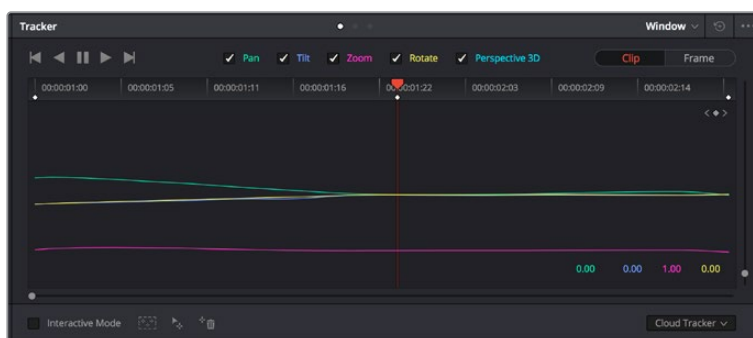 Tracker
Window
Pan Tilt Zoom Rotate Perspective 3D
Clip Frame
00:00:01:00 00:00:01:05 00:00:01:11 00:00:01:16 00:00:01:22 00:00:02:03 00:00:02:09 00:00:02:14
0.00 0.00 1.00 0.00
Interactive Mode
Cloud Tracker